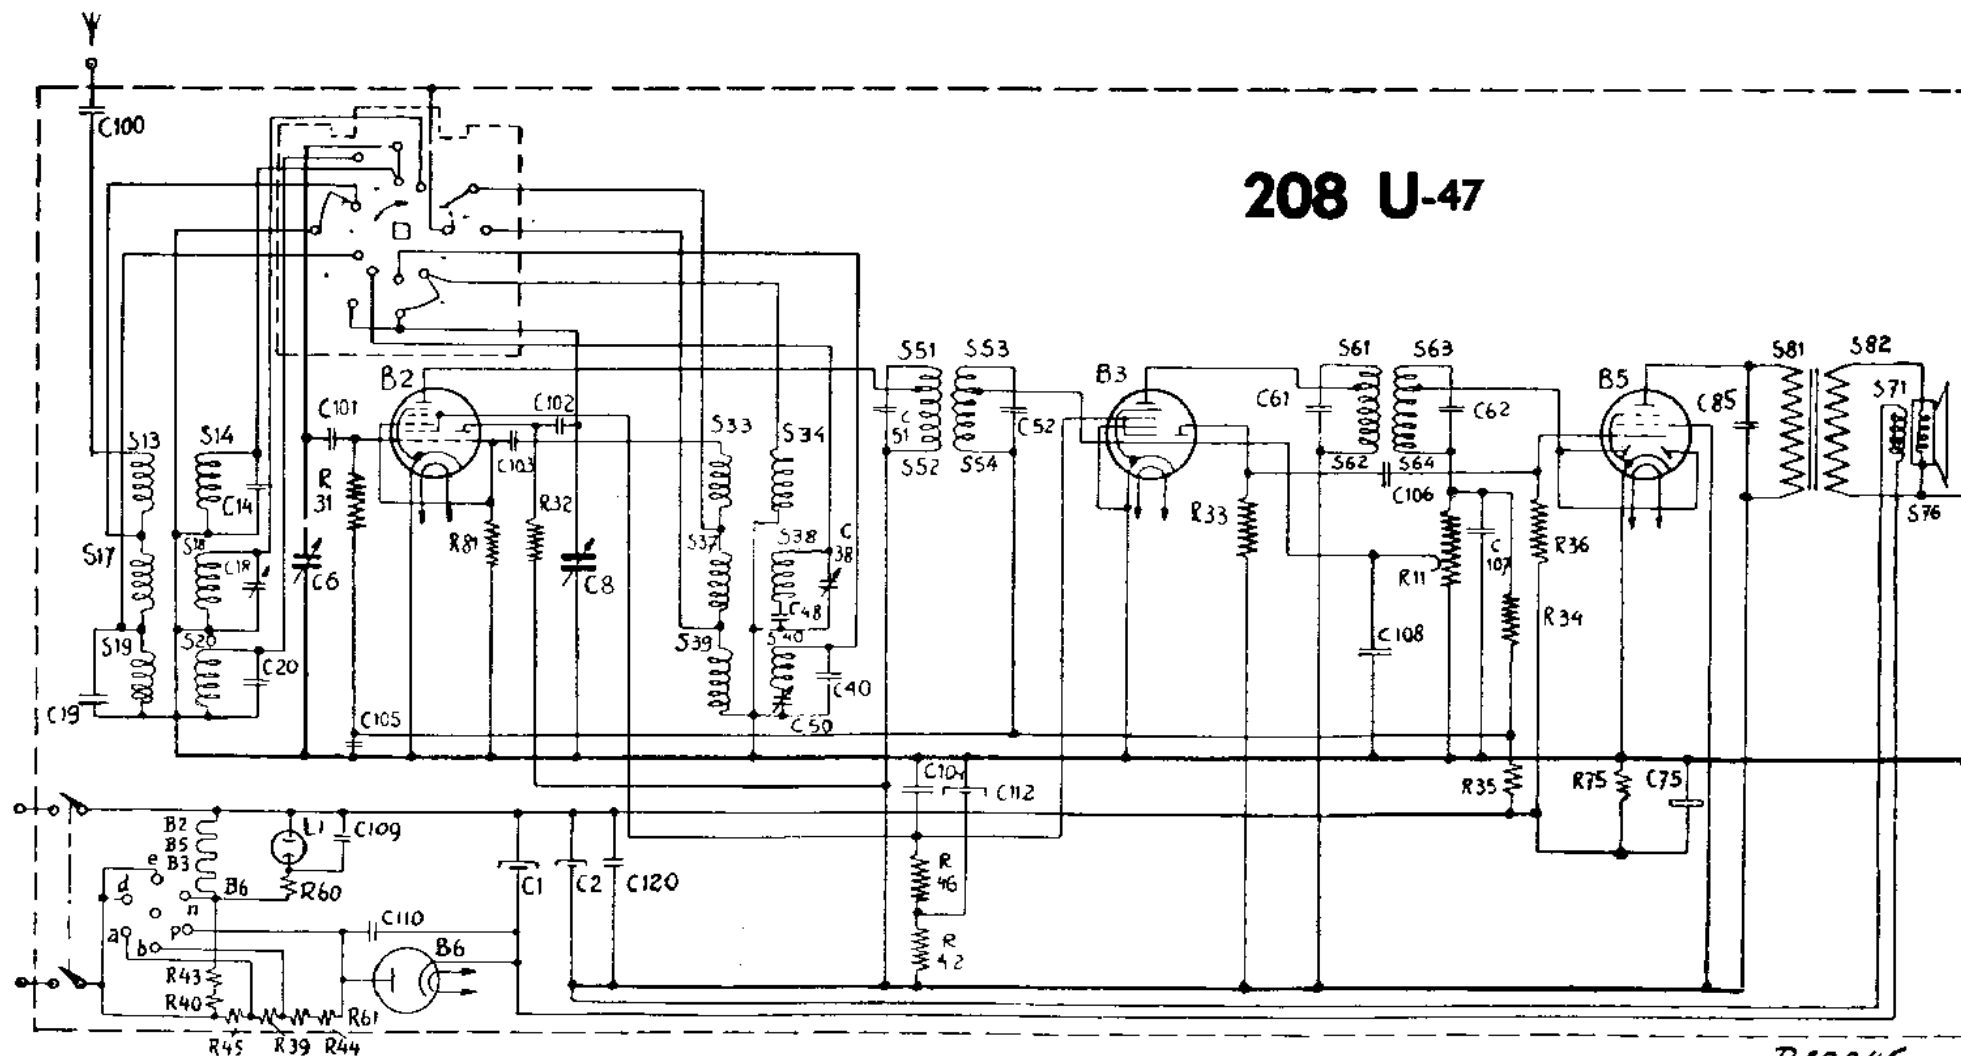 C100
208 U-47
B2
C101
C102
C103
S13
S14
C14
R
31
R81
R32
S17
S18
C18
C6
C8
S33
S34
S37
S38
C
38
C48
S19
S20
C20
C19
C105
S39
S40
C40
C50
S51
S53
C
51
C52
S52
S54
B3
R33
S61
S63
C61
C62
S62
S64
C106
R11
C
107
R36
R34
C108
B5
C85
S81
S82
S71
S76
C112
R35
R75
C75
B2
B5
B3
B6
L1
C109
R60
e
d
n
a
b
p
C110
B6
C1
C2
C120
R
46
R
42
R43
R40
R61
R45
R39
R44